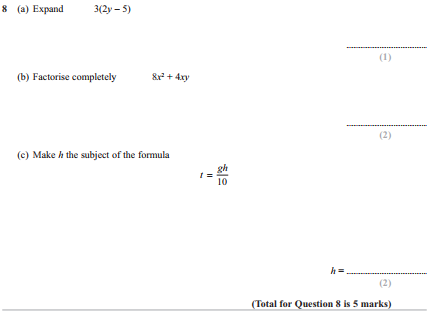 8 (a) Expand 3(2y – 5)
(1)
(b) Factorise completely 8x² + 4xy
(2)
(c) Make h the subject of the formula
t = gh/10
h =
(2)
(Total for Question 8 is 5 marks)